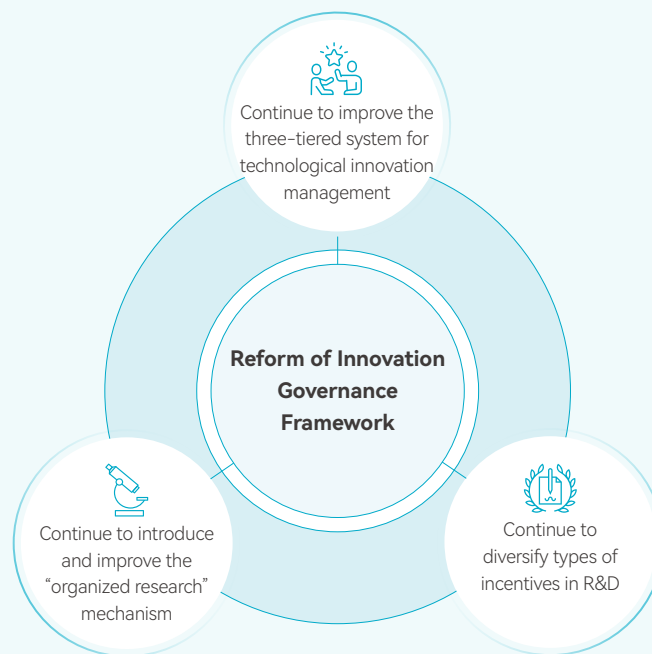 Continue to improve the
three-tiered system for
technological innovation
management
Reform of Innovation
Governance
Framework
Continue to introduce
and improve the
“organized research”
mechanism
Continue to
diversify types of
incentives in R&D